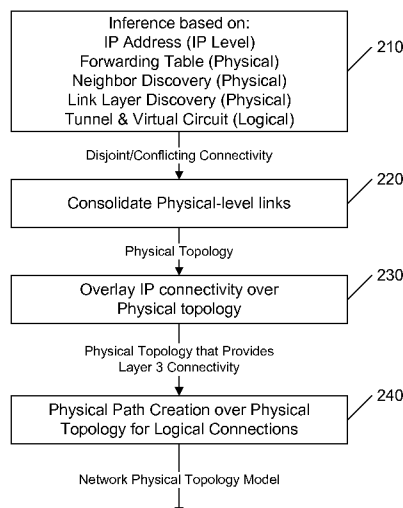 Inference based on:
IP Address (IP Level)
Forwarding Table (Physical)
Neighbor Discovery (Physical)
Link Layer Discovery (Physical)
Tunnel & Virtual Circuit (Logical)
210
Disjoint/Conflicting Connectivity
220
Consolidate Physical-level links
Physical Topology
230
Overlay IP connectivity over
Physical topology
Physical Topology that Provides
Layer 3 Connectivity
240
Physical Path Creation over Physical
Topology for Logical Connections
Network Physical Topology Model